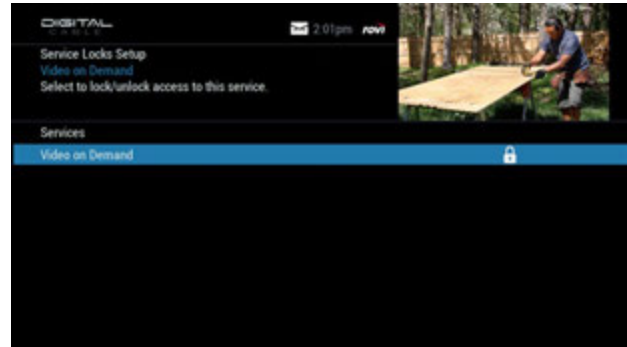 DIGITAL
CABLE
2:01pm rovi
Service Locks Setup
Video on Demand
Select to lock/unlock access to this service.
Services
Video on Demand